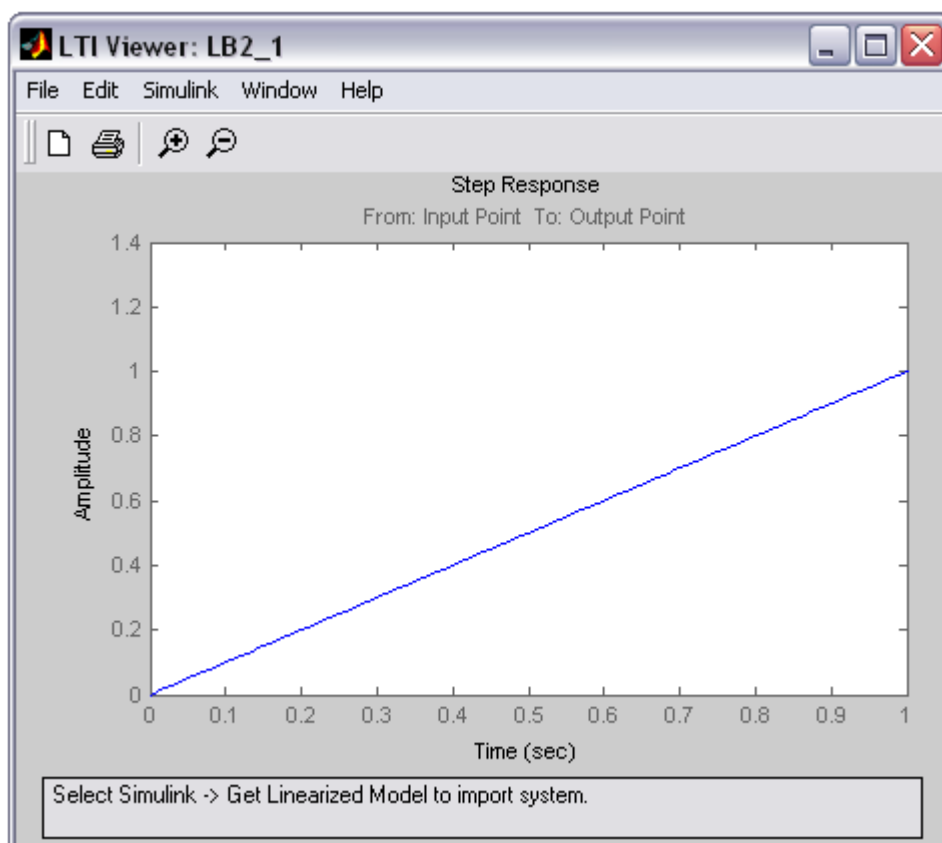 LTI Viewer: LB2_1
File Edit Simulink Window Help
Step Response
From: Input Point To: Output Point
1.4
1.2
1
0.8
0.6
0.4
0.2
0
Amplitude
0 0.1 0.2 0.3 0.4 0.5 0.6 0.7 0.8 0.9 1
Time (sec)
Select Simulink -> Get Linearized Model to import system.